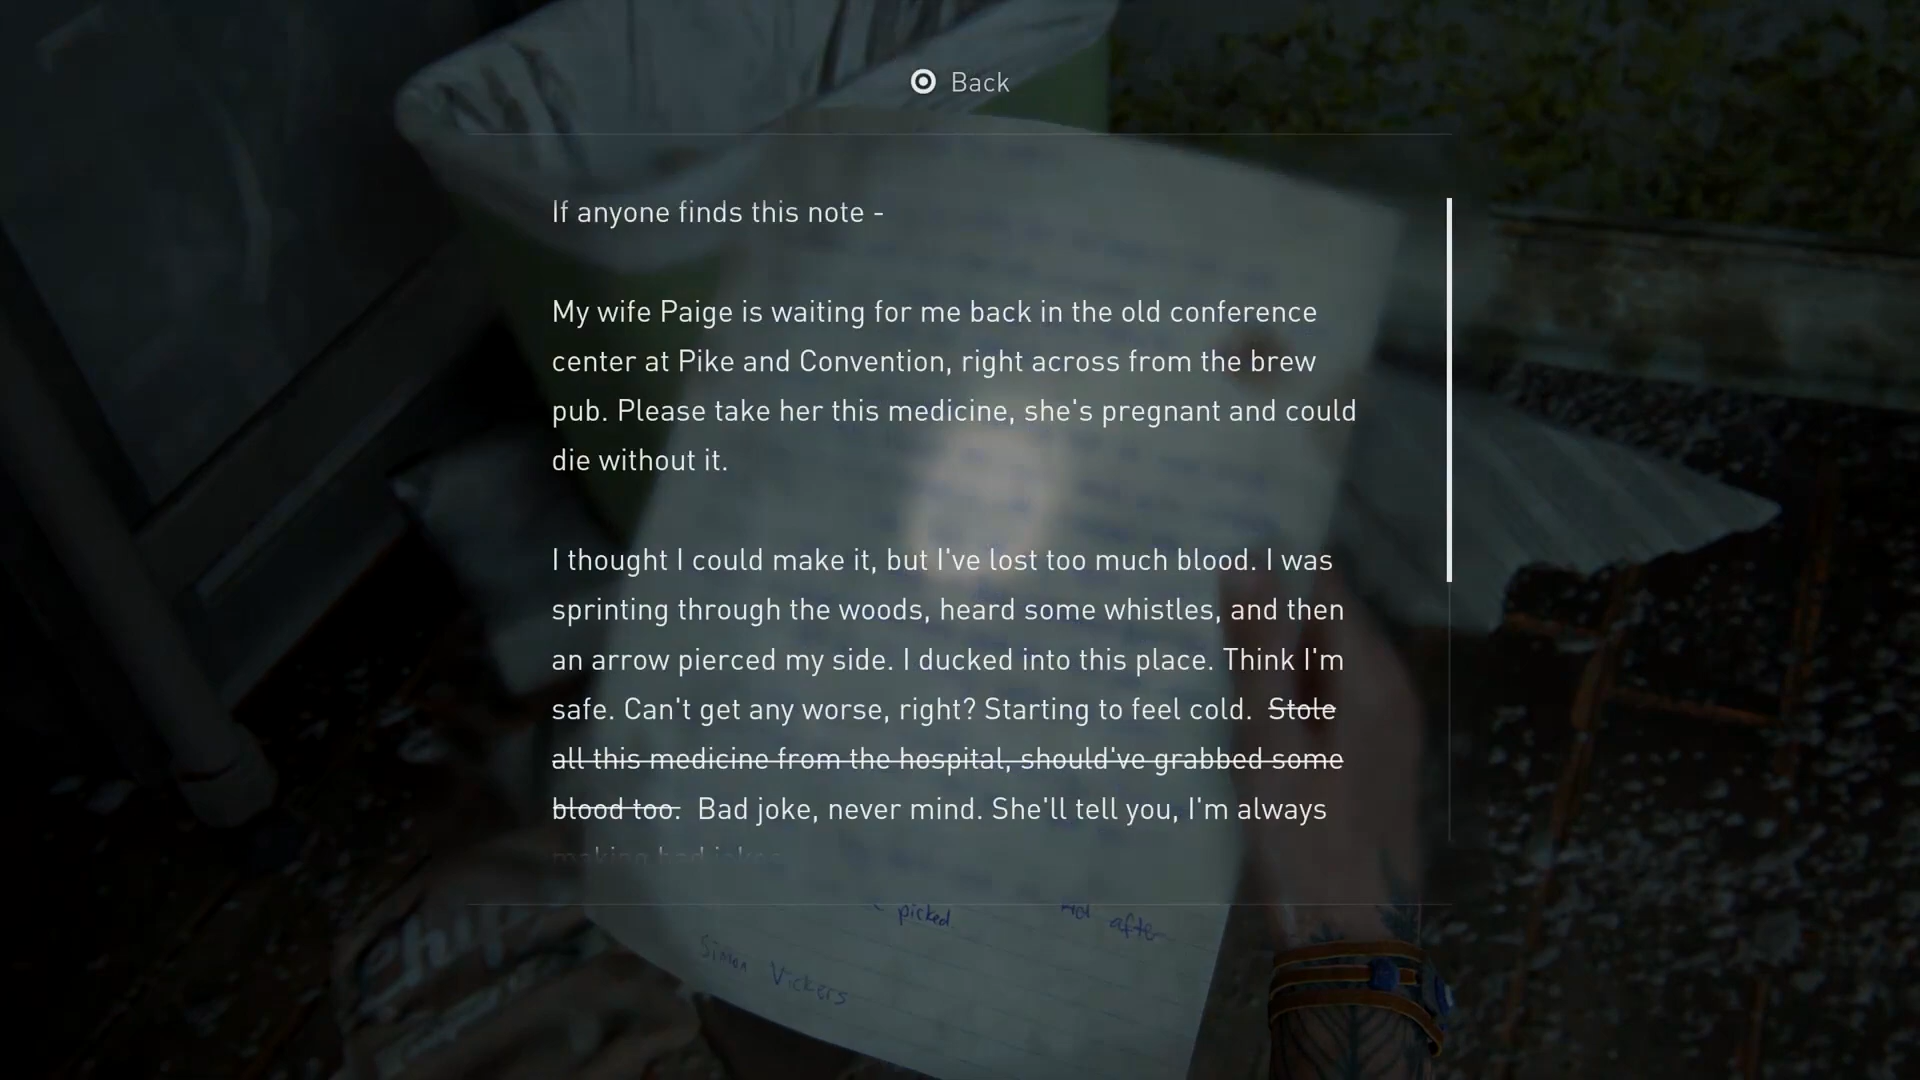 Back
If anyone finds this note -
My wife Paige is waiting for me back in the old conference
center at Pike and Convention, right across from the brew
pub. Please take her this medicine, she's pregnant and could
die without it.
I thought I could make it, but I've lost too much blood. I was
sprinting through the woods, heard some whistles, and then
an arrow pierced my side. I ducked into this place. Think I'm
safe. Can't get any worse, right? Starting to feel cold. Stole
all this medicine from the hospital, should've grabbed some
blood too. Bad joke, never mind. She'll tell you, I'm always
making bad jokes
picked after
Simon Vickers